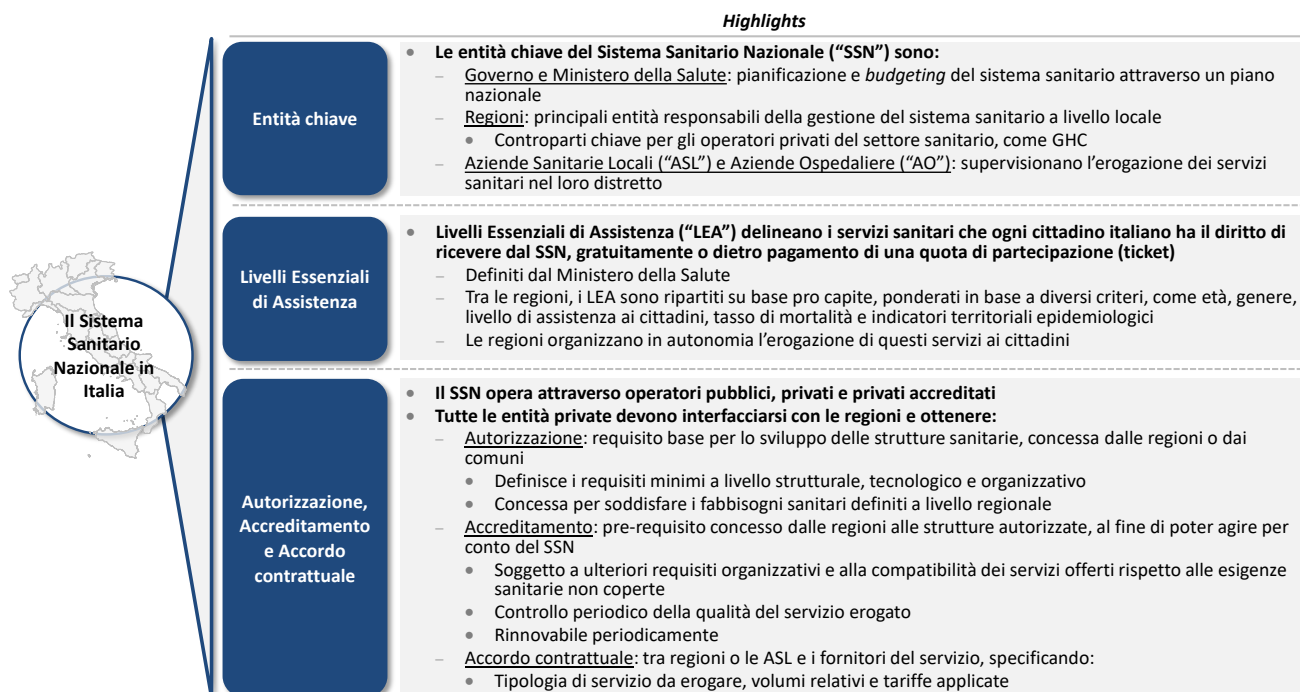 Highlights
Il Sistema
Sanitario
Nazionale in
Italia
Entità chiave
• Le entità chiave del Sistema Sanitario Nazionale (“SSN”) sono:
– Governo e Ministero della Salute: pianificazione e budgeting del sistema sanitario attraverso un piano
nazionale
– Regioni: principali entità responsabili della gestione del sistema sanitario a livello locale
• Controparti chiave per gli operatori privati del settore sanitario, come GHC
– Aziende Sanitarie Locali (“ASL”) e Aziende Ospedaliere (“AO”): supervisionano l’erogazione dei servizi
sanitari nel loro distretto
Livelli Essenziali
di Assistenza
• Livelli Essenziali di Assistenza (“LEA”) delineano i servizi sanitari che ogni cittadino italiano ha il diritto di
ricevere dal SSN, gratuitamente o dietro pagamento di una quota di partecipazione (ticket)
– Definiti dal Ministero della Salute
– Tra le regioni, i LEA sono ripartiti su base pro capite, ponderati in base a diversi criteri, come età, genere,
livello di assistenza ai cittadini, tasso di mortalità e indicatori territoriali epidemiologici
– Le regioni organizzano in autonomia l’erogazione di questi servizi ai cittadini
Autorizzazione,
Accreditamento
e Accordo
contrattuale
• Il SSN opera attraverso operatori pubblici, privati e privati accreditati
• Tutte le entità private devono interfacciarsi con le regioni e ottenere:
– Autorizzazione: requisito base per lo sviluppo delle strutture sanitarie, concessa dalle regioni o dai
comuni
• Definisce i requisiti minimi a livello strutturale, tecnologico e organizzativo
• Concessa per soddisfare i fabbisogni sanitari definiti a livello regionale
– Accreditamento: pre-requisito concesso dalle regioni alle strutture autorizzate, al fine di poter agire per
conto del SSN
• Soggetto a ulteriori requisiti organizzativi e alla compatibilità dei servizi offerti rispetto alle esigenze
sanitarie non coperte
• Controllo periodico della qualità del servizio erogato
• Rinnovabile periodicamente
– Accordo contrattuale: tra regioni o le ASL e i fornitori del servizio, specificando:
• Tipologia di servizio da erogare, volumi relativi e tariffe applicate